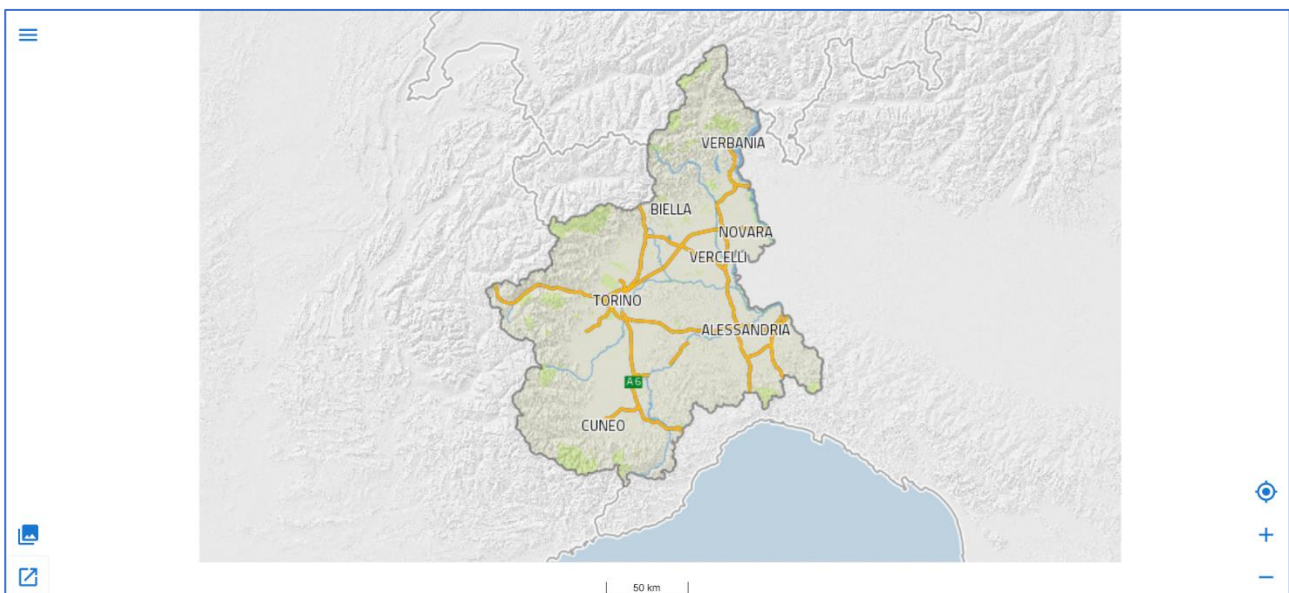 VERBANIA
BIELLA
NOVARA
VERCELLI
TORINO
ALESSANDRIA
A6
CUNEO
50 km